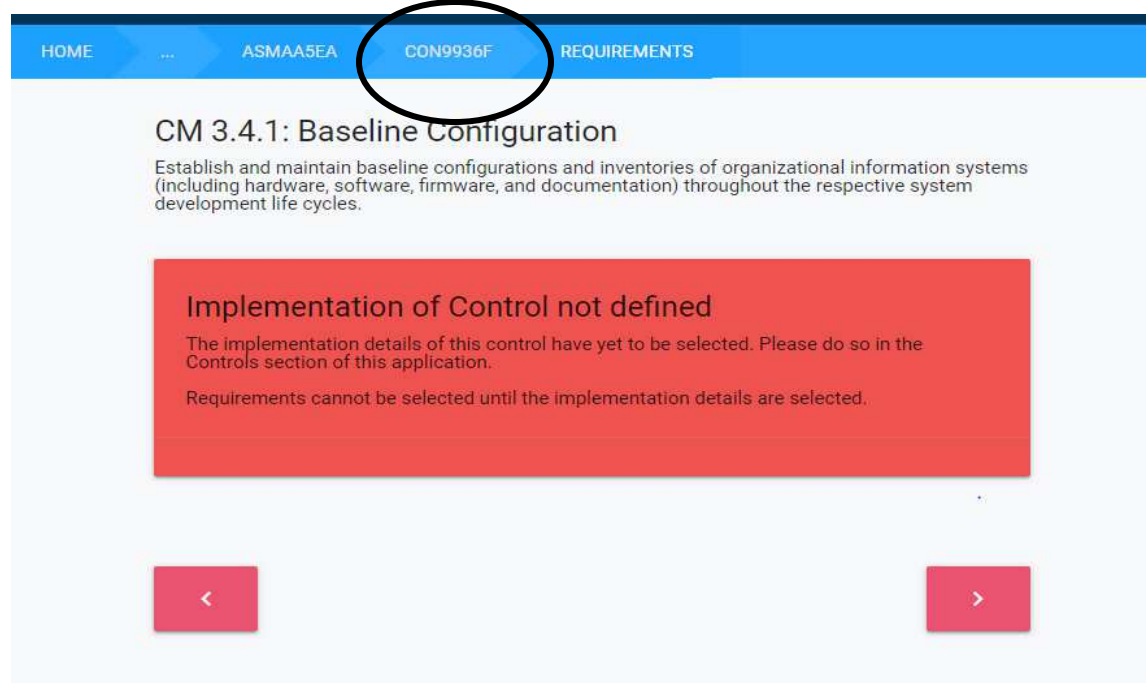 HOME ... ASMAA5EA CON9936F REQUIREMENTS
CM 3.4.1: Baseline Configuration
Establish and maintain baseline configurations and inventories of organizational information systems
(including hardware, software, firmware, and documentation) throughout the respective system
development life cycles.
Implementation of Control not defined
The implementation details of this control have yet to be selected. Please do so in the
Controls section of this application.
Requirements cannot be selected until the implementation details are selected.
< >